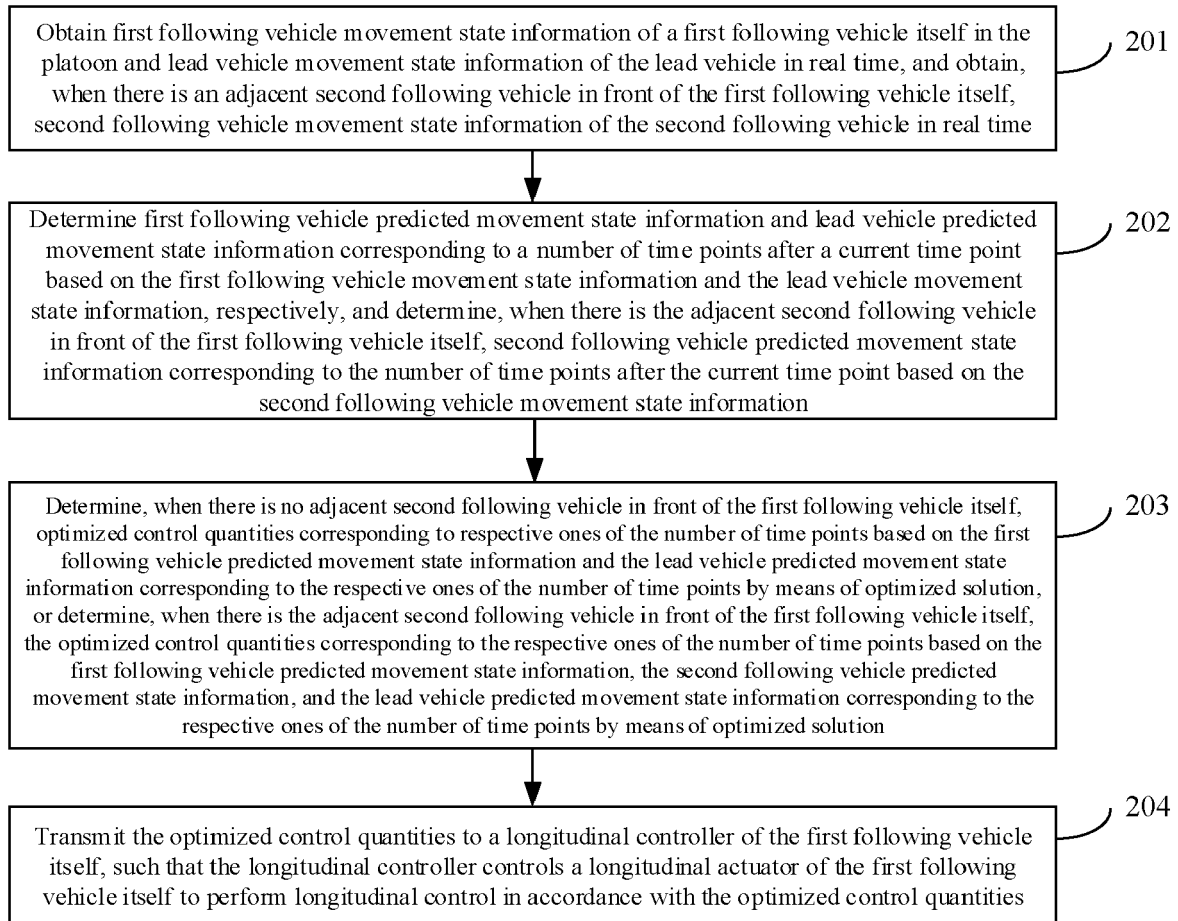 Obtain first following vehicle movement state information of a first following vehicle itself in the
platoon and lead vehicle movement state information of the lead vehicle in real time, and obtain,
when there is an adjacent second following vehicle in front of the first following vehicle itself,
second following vehicle movement state information of the second following vehicle in real time
201
Determine first following vehicle predicted movement state information and lead vehicle predicted
movement state information corresponding to a number of time points after a current time point
based on the first following vehicle movement state information and the lead vehicle movement
state information, respectively, and determine, when there is the adjacent second following vehicle
in front of the first following vehicle itself, second following vehicle predicted movement state
information corresponding to the number of time points after the current time point based on the
second following vehicle movement state information
202
Determine, when there is no adjacent second following vehicle in front of the first following vehicle itself,
optimized control quantities corresponding to respective ones of the number of time points based on the first
following vehicle predicted movement state information and the lead vehicle predicted movement state
information corresponding to the respective ones of the number of time points by means of optimized solution,
or determine, when there is the adjacent second following vehicle in front of the first following vehicle itself,
the optimized control quantities corresponding to the respective ones of the number of time points based on the
first following vehicle predicted movement state information, the second following vehicle predicted
movement state information, and the lead vehicle predicted movement state information corresponding to the
respective ones of the number of time points by means of optimized solution
203
Transmit the optimized control quantities to a longitudinal controller of the first following vehicle
itself, such that the longitudinal controller controls a longitudinal actuator of the first following
vehicle itself to perform longitudinal control in accordance with the optimized control quantities
204